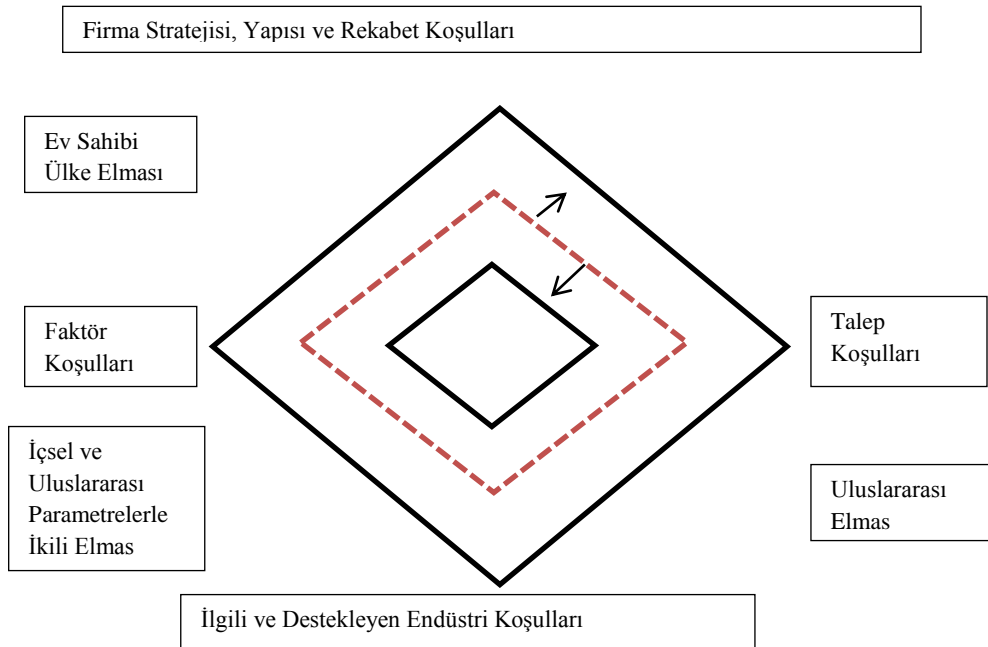 Firma Stratejisi, Yapısı ve Rekabet Koşulları
Ev Sahibi
Ülke Elması
Faktör
Koşulları
Talep
Koşulları
İçsel ve
Uluslararası
Parametrelerle
İkili Elmas
Uluslararası
Elmas
İlgili ve Destekleyen Endüstri Koşulları